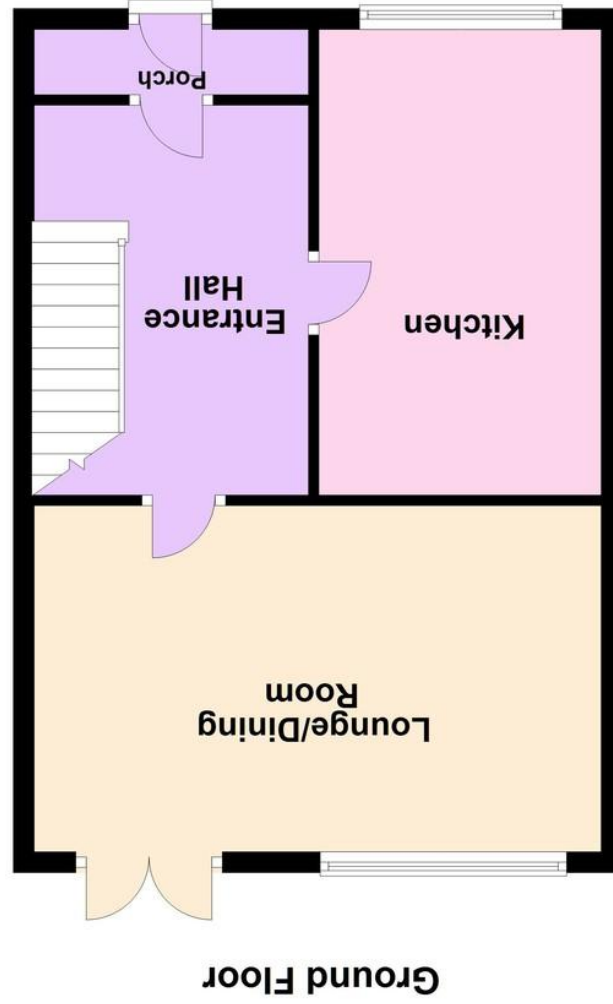 Ground Floor
Lounge/Dining
Room
Kitchen
Entrance
Hall
Porch